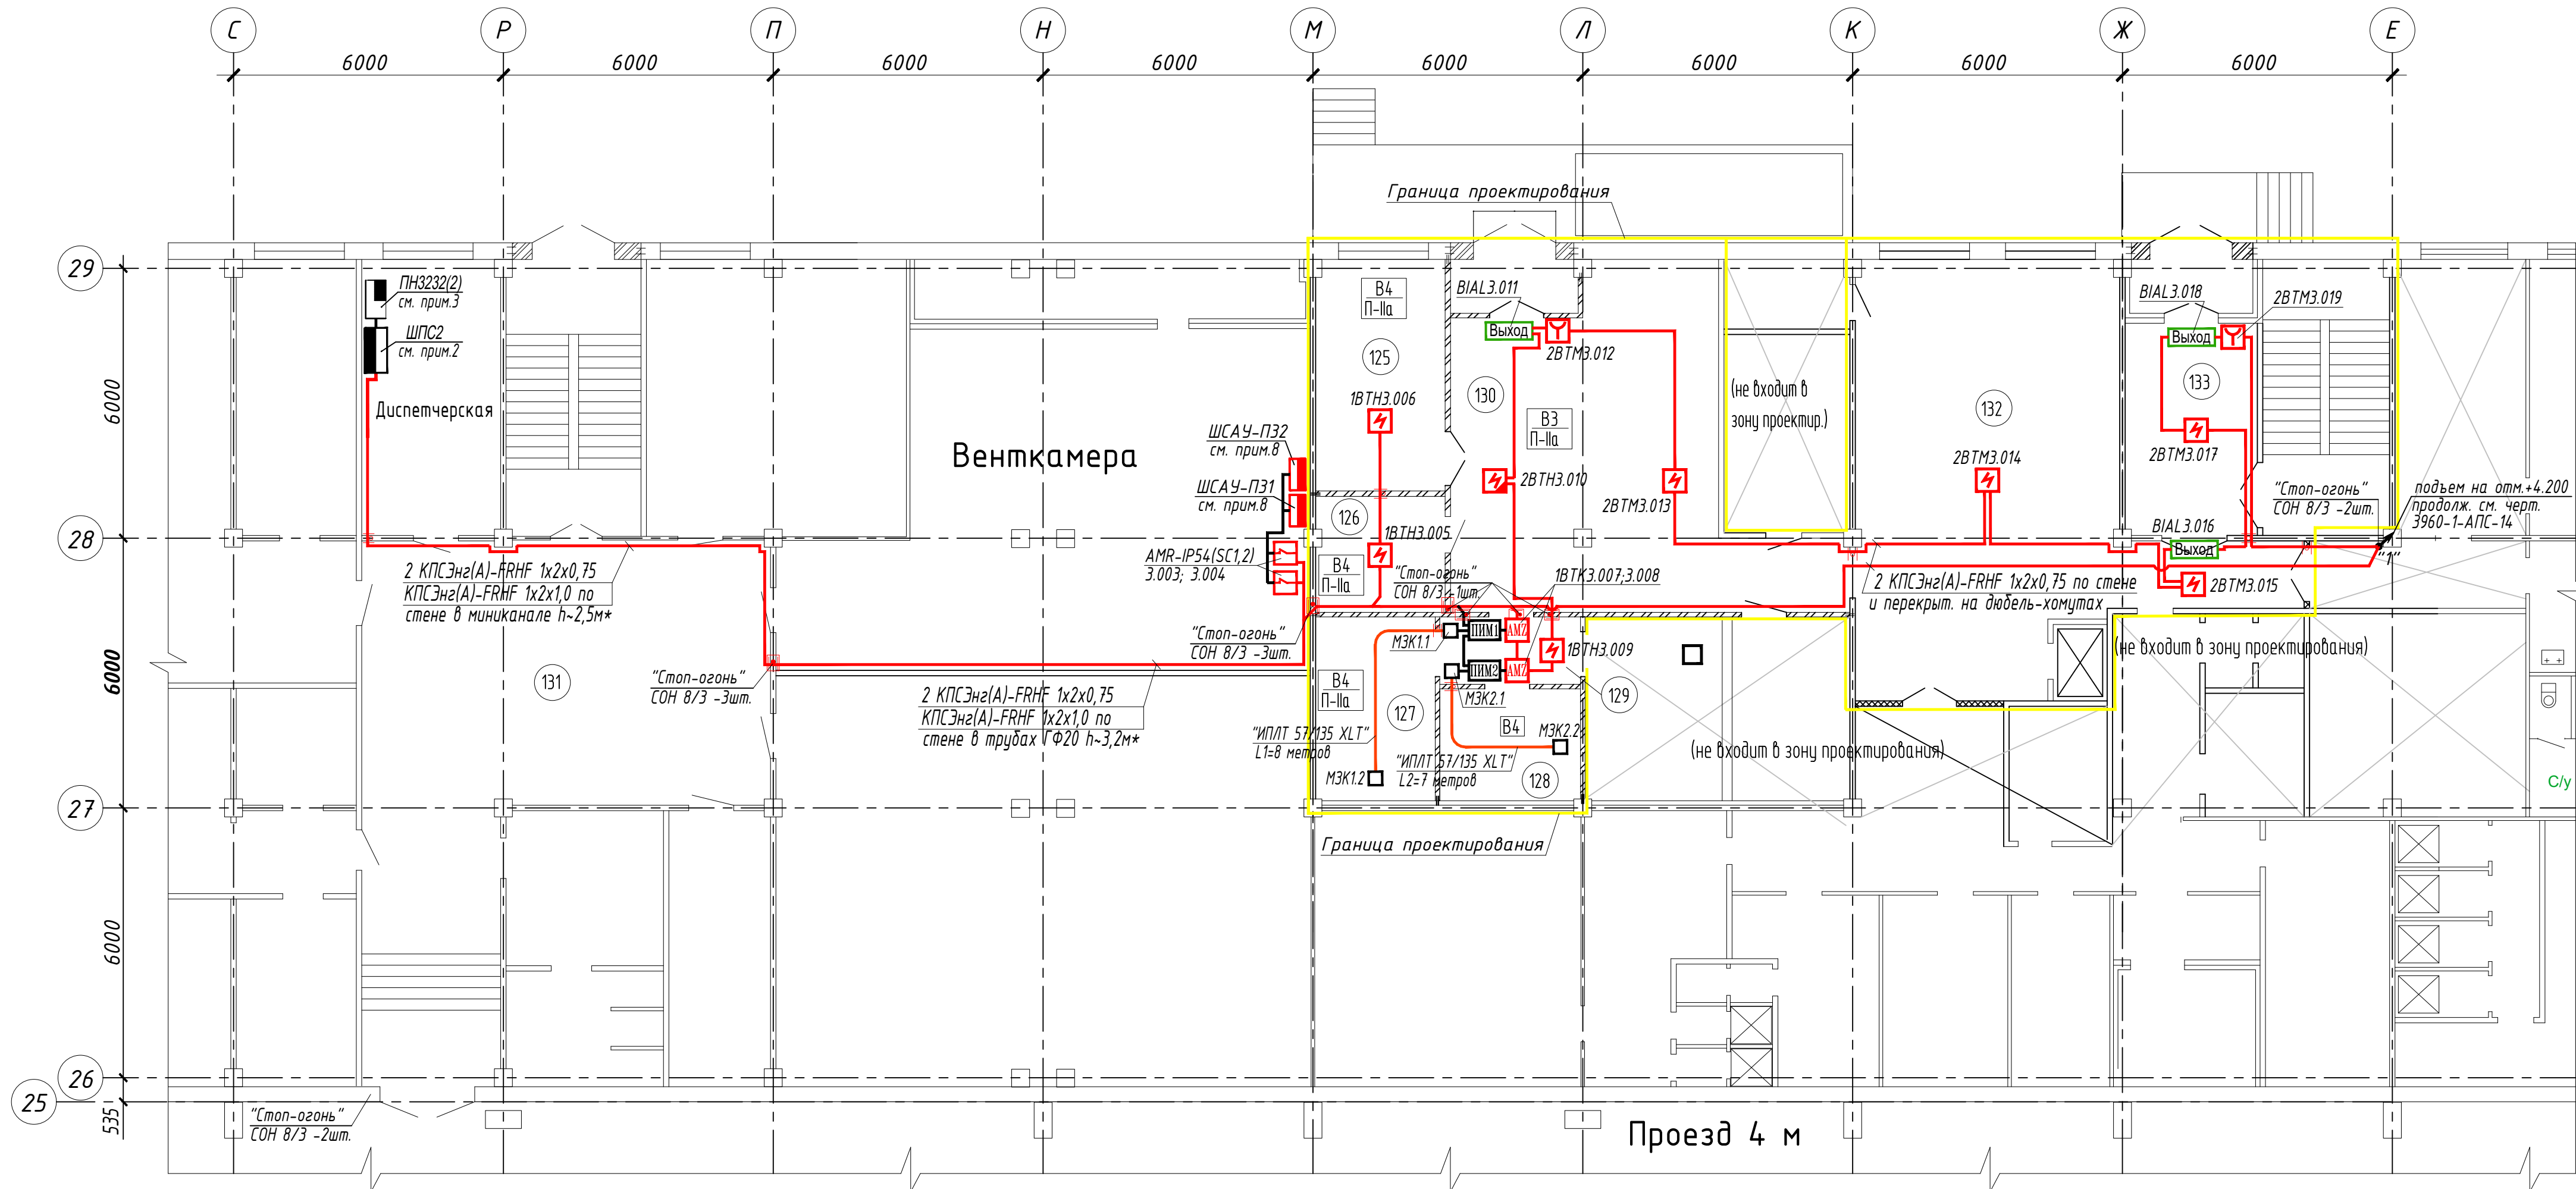 С
Р
П
Н
М
Л
К
Ж
Е
6000
6000
6000
6000
6000
6000
6000
6000
Граница проектирования
29
28
27
26
25
6000
6000
6000
535
ПН3232(2)
см. прим.3
ШПС2
см. прим.2
Диспетчерская
2 КПСЭнг(А)-FRHF 1x2x0,75
КПСЭнг(А)-FRHF 1x2x1,0 по
стене в миниканале h~2,5м*
131
"Стоп-огонь"
СОН 8/3 -3шт.
"Стоп-огонь"
СОН 8/3 -2шт.
Венткамера
2 КПСЭнг(А)-FRHF 1x2x0,75
КПСЭнг(А)-FRHF 1x2x1,0 по
стене в трубах ГФ20 h~3,2м*
ШСАУ-ПЗ2
см. прим.8
ШСАУ-ПЗ1
см. прим.8
AMR-IP54(SC1,2)
3.003; 3.004
"Стоп-огонь"
СОН 8/3 -3шт.
В4
П-IIа
125
1ВТН3.006
126
1ВТН3.005
В4
П-IIа
BIAL3.011
Выход
2ВТМ3.012
130
В3
П-IIа
2ВТН3.010
2ВТМ3.013
"Стоп-огонь"
СОН 8/3 -1шт.
1ВТК3.007;3.008
МЗК1.1
ПИМ1
AMZ
1ВТН3.009
ПИМ2
AMZ
МЗК2.1
129
В4
П-IIа
127
В4
МЗК2.2
"ИПЛТ 57/135 XLT"
L1=8 метров
"ИПЛТ 57/135 XLT"
L2=7 метров
МЗК1.2
128
Граница проектирования
(не входит в
зону проектир.)
(не входит в зону проектирования)
132
2ВТМ3.014
2 КПСЭнг(А)-FRHF 1x2x0,75 по стене
и перекрыт. на дюбель-хомутах
BIAL3.018
2ВТМ3.019
Выход
133
2ВТМ3.017
"Стоп-огонь"
СОН 8/3 -2шт.
BIAL3.016
Выход
2ВТМ3.015
подъем на отм.+4.200
продолж. см. черт.
3960-1-АПС-14
"1"
(не входит в зону проектирования)
С/у
Проезд 4 м